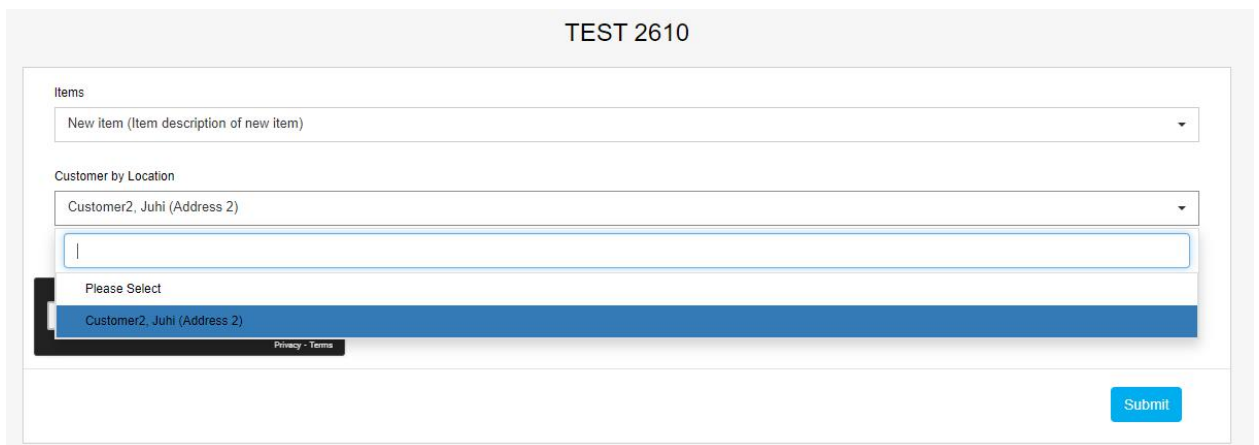 TEST 2610
Items
New item (Item description of new item)
Customer by Location
Customer2, Juhi (Address 2)
Please Select
Customer2, Juhi (Address 2)
Privacy - Terms
Submit